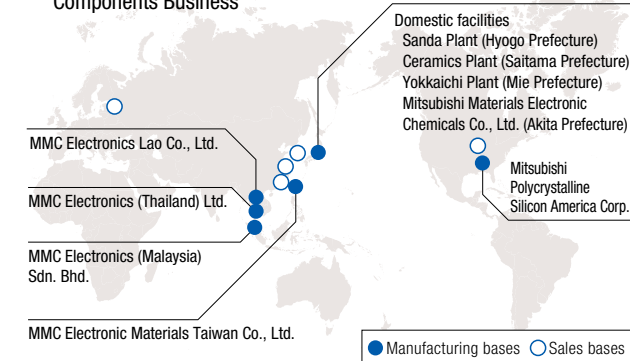 Components Business
Domestic facilities
Sanda Plant (Hyogo Prefecture)
Ceramics Plant (Saitama Prefecture)
Yokkaichi Plant (Mie Prefecture)
Mitsubishi Materials Electronic
Chemicals Co., Ltd. (Akita Prefecture)
MMC Electronics Lao Co., Ltd.
MMC Electronics (Thailand) Ltd.
MMC Electronics (Malaysia)
Sdn. Bhd.
MMC Electronic Materials Taiwan Co., Ltd.
Mitsubishi
Polycrystalline
Silicon America Corp.
Manufacturing bases Sales bases